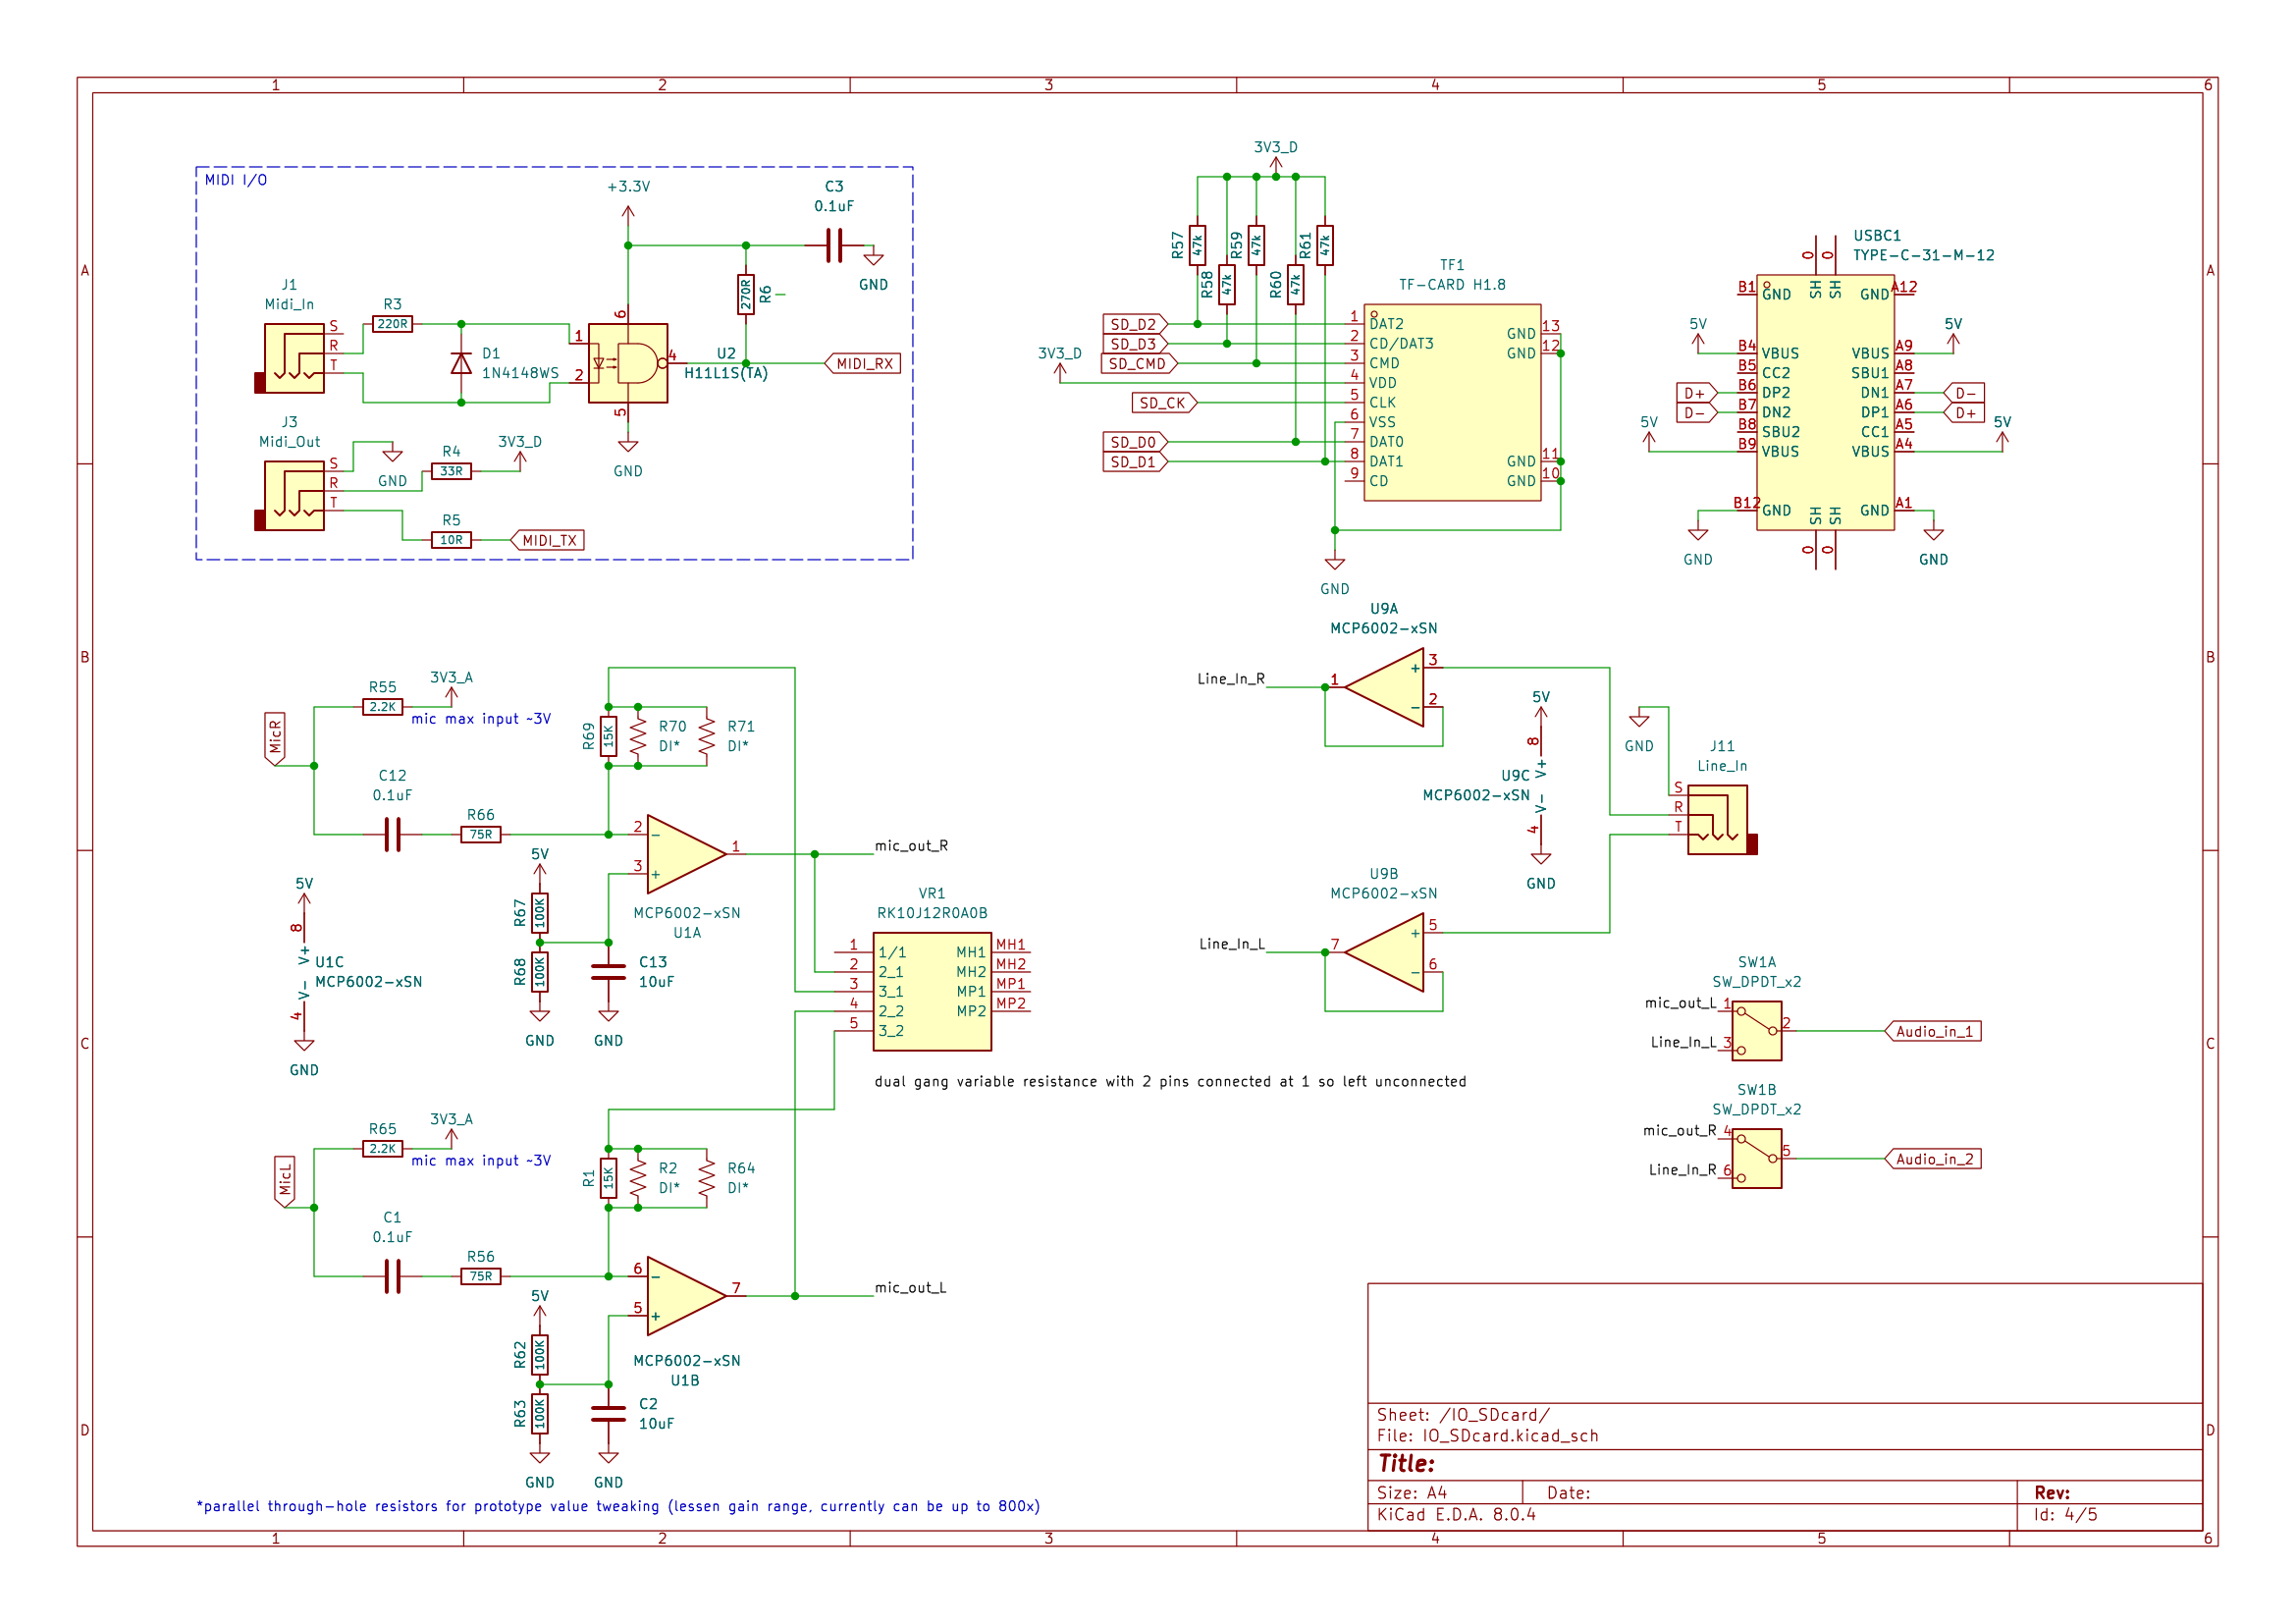 1 2 3 4 5 6
A
B
C
D
MIDI I/O
+3.3V
C3
0.1uF
GND
J1
Midi_In
S
R
T
R3
220R
D1
1N4148WS
1
2
6
5
4
U2
H11L1S(TA)
270R
R6
MIDI_RX
GND
J3
Midi_Out
S
R
T
GND
R4
33R
3V3_D
R5
10R
MIDI_TX
3V3_D
R57
47k
R58
47k
R59
47k
R60
47k
R61
47k
TF1
TF-CARD H1.8
SD_D2
SD_D3
SD_CMD
3V3_D
SD_CK
SD_D0
SD_D1
1 DAT2
2 CD/DAT3
3 CMD
4 VDD
5 CLK
6 VSS
7 DAT0
8 DAT1
9 CD
GND 13
GND 12
GND 11
GND 10
GND
USBC1
TYPE-C-31-M-12
0 0
SH SH
B1 GND
GND A12
5V
B4 VBUS
VBUS A9
5V
B5 CC2
SBU1 A8
D+
B6 DP2
DN1 A7
D-
D-
B7 DN2
DP1 A6
D+
B8 SBU2
CC1 A5
5V
B9 VBUS
VBUS A4
5V
B12 GND
GND A1
SH SH
0 0
GND
GND
MicR
R55
2.2K
3V3_A
mic max input ~3V
C12
0.1uF
R66
75R
R69
15K
R70
DI*
R71
DI*
2
3
1
mic_out_R
MCP6002-xSN
U1A
5V
R67
100K
R68
100K
GND
C13
10uF
GND
5V
8
V+
V-
4
U1C
MCP6002-xSN
GND
VR1
RK10J12R0A0B
1 1/1
2 2_1
3 3_1
4 2_2
5 3_2
MH1 MH1
MH2 MH2
MP1 MP1
MP2 MP2
dual gang variable resistance with 2 pins connected at 1 so left unconnected
MicL
R65
2.2K
3V3_A
mic max input ~3V
C1
0.1uF
R56
75R
R1
15K
R2
DI*
R64
DI*
6
5
7
mic_out_L
MCP6002-xSN
U1B
5V
R62
100K
R63
100K
GND
C2
10uF
GND
*parallel through-hole resistors for prototype value tweaking (lessen gain range, currently can be up to 800x)
U9A
MCP6002-xSN
Line_In_R
1
3
2
5V
8
V+
U9C
MCP6002-xSN
V-
4
GND
GND
J11
Line_In
S
R
T
U9B
MCP6002-xSN
Line_In_L
7
5
6
SW1A
SW_DPDT_x2
mic_out_L 1
2
Line_In_L 3
Audio_in_1
SW1B
SW_DPDT_x2
mic_out_R 4
5
Line_In_R 6
Audio_in_2
Sheet: /IO_SDcard/
File: IO_SDcard.kicad_sch
Title:
Size: A4
Date:
Rev:
KiCad E.D.A. 8.0.4
Id: 4/5
A
B
C
D
1 2 3 4 5 6